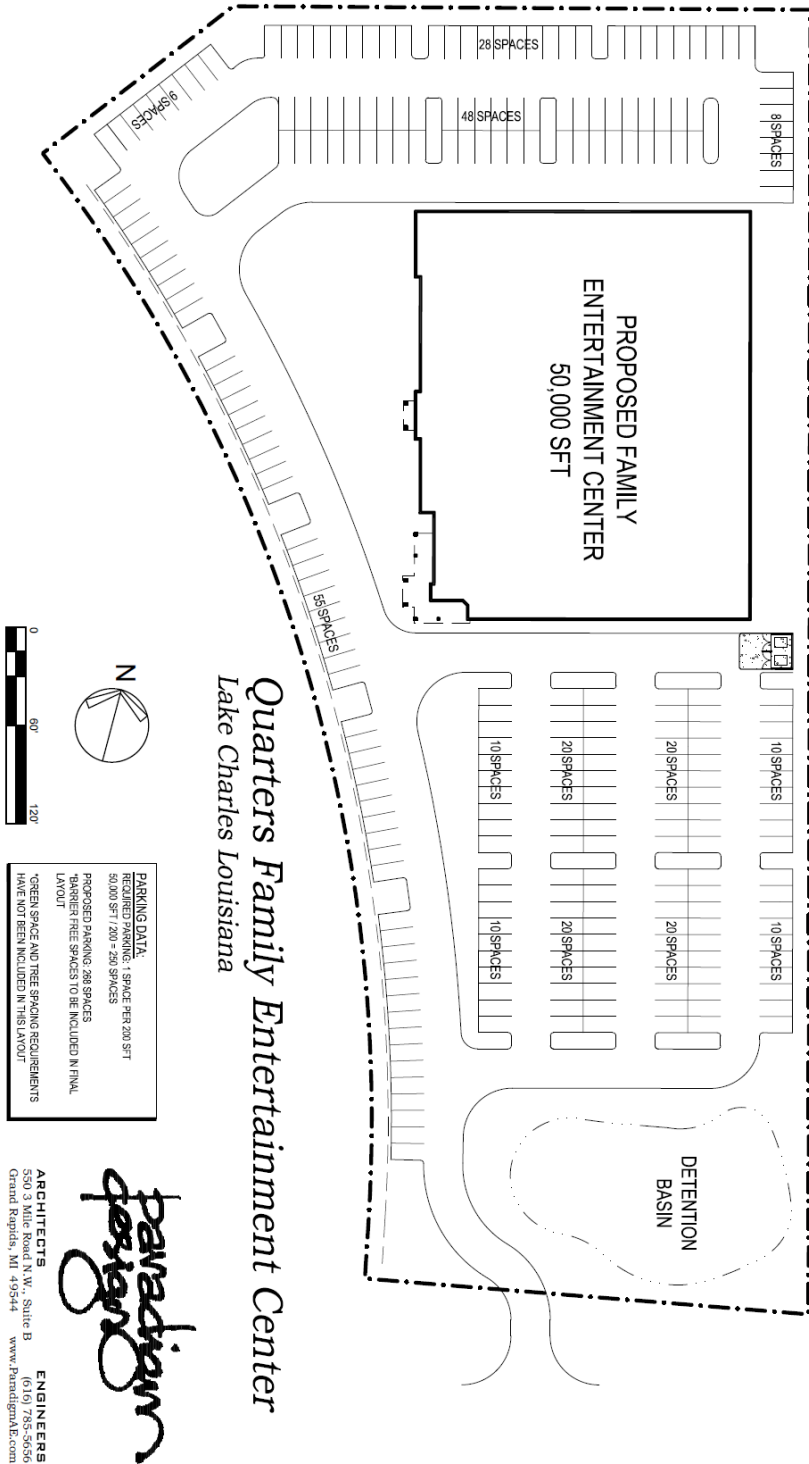 28 SPACES
9 SPACES
48 SPACES
8 SPACES
PROPOSED FAMILY
ENTERTAINMENT CENTER
50,000 SFT
55 SPACES
10 SPACES
20 SPACES
20 SPACES
10 SPACES
10 SPACES
20 SPACES
20 SPACES
10 SPACES
DETENTION
BASIN
Quarters Family Entertainment Center
Lake Charles Louisiana
N
0 60' 120'
PARKING DATA:
REQUIRED PARKING: 1 SPACE PER 200 SFT
50,000 SFT / 200 = 250 SPACES
PROPOSED PARKING: 268 SPACES
*BARRIER FREE SPACES TO BE INCLUDED IN FINAL
LAYOUT
*GREEN SPACE AND TREE SPACING REQUIREMENTS
HAVE NOT BEEN INCLUDED IN THIS LAYOUT
paradigm
design
ARCHITECTS ENGINEERS
550 3 Mile Road N.W., Suite B (616) 785-5656
Grand Rapids, MI 49544 www.ParadigmAE.com